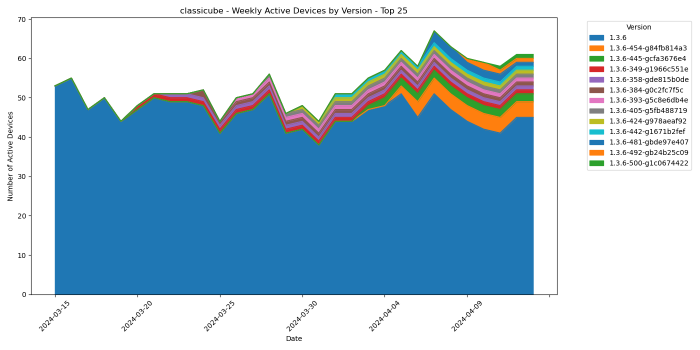 classicube - Weekly Active Devices by Version - Top 25
Number of Active Devices
70
60
50
40
30
20
10
0
2024-03-15
2024-03-20
2024-03-25
2024-03-30
2024-04-04
2024-04-09
Date
Version
1.3.6
1.3.6-454-g84fb814a3
1.3.6-445-gcfa3676e4
1.3.6-349-g1966c551e
1.3.6-358-gde815b0de
1.3.6-384-g0c2fc7f5c
1.3.6-393-g5c8e6db4e
1.3.6-405-g5fb488719
1.3.6-424-g978aeaf92
1.3.6-442-g1671b2fef
1.3.6-481-gbde97e407
1.3.6-492-gb24b25c09
1.3.6-500-g1c0674422